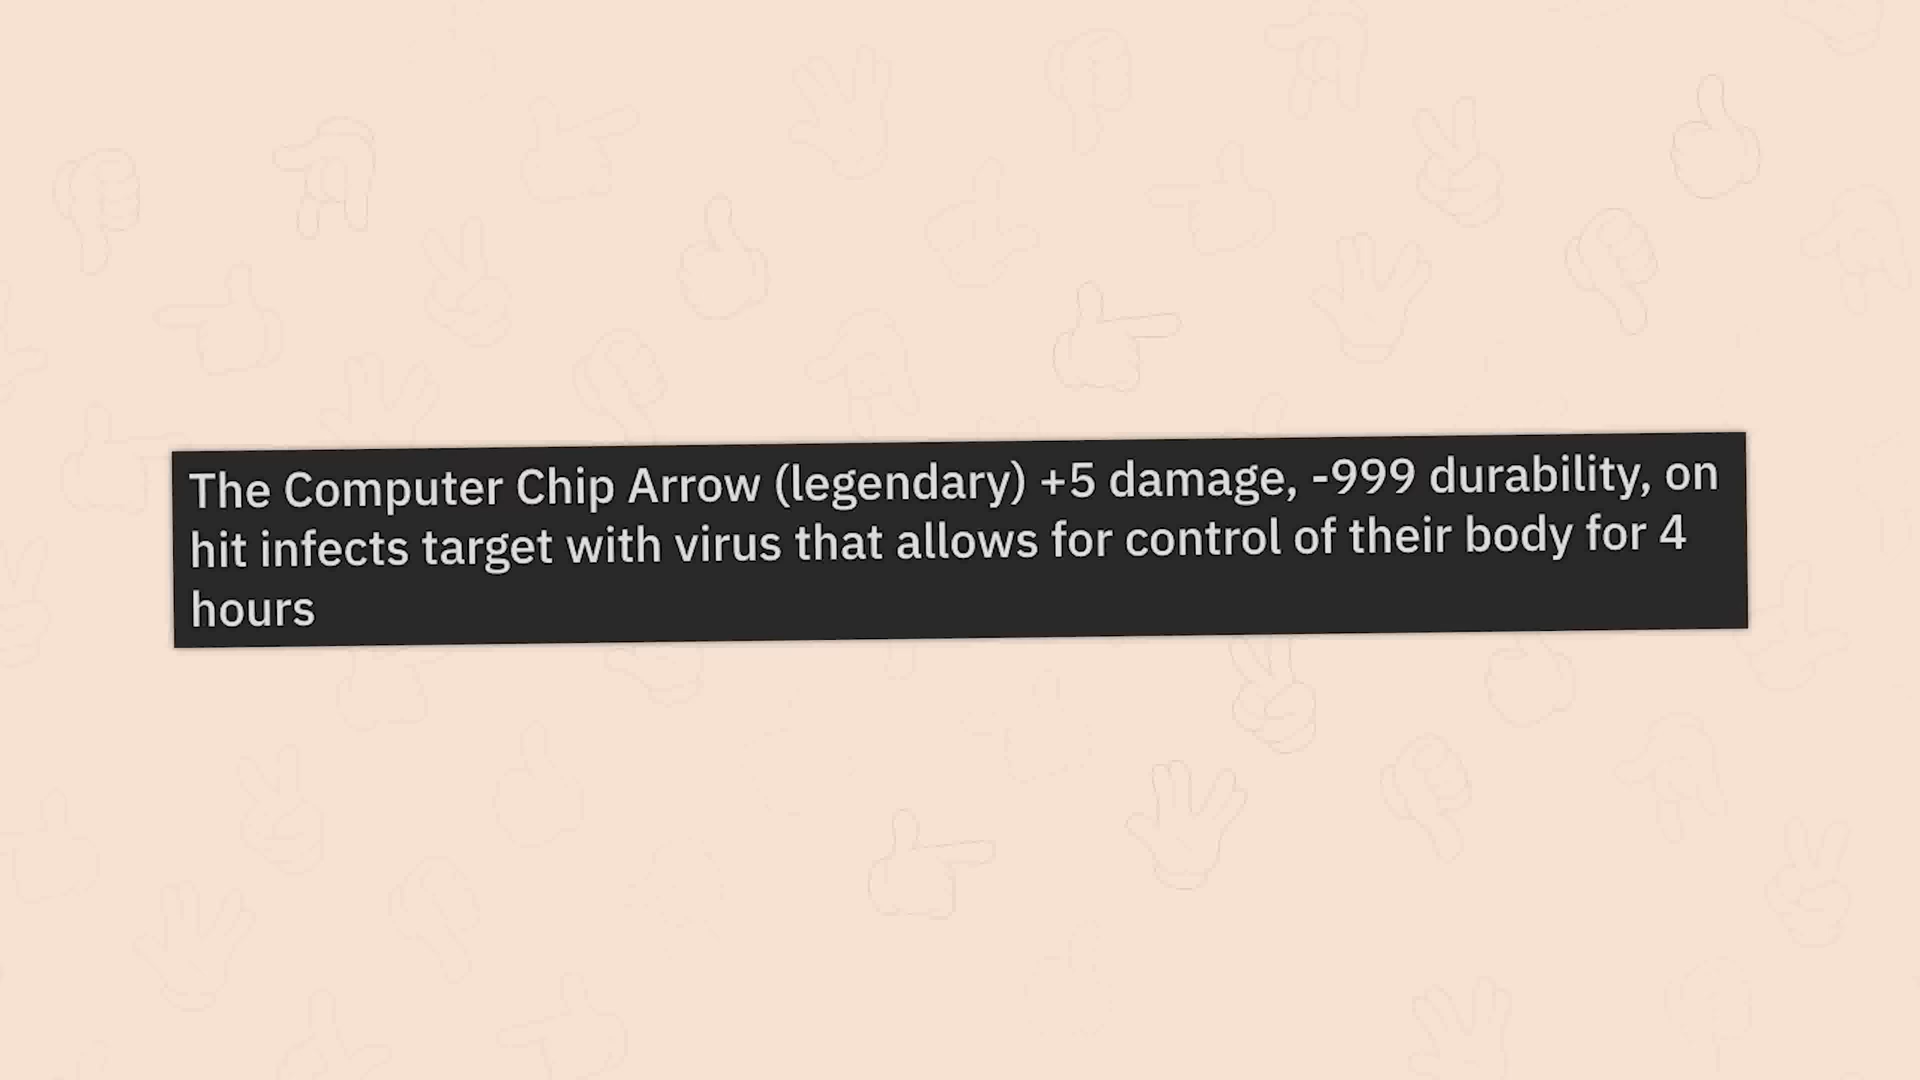 The Computer Chip Arrow (legendary) +5 damage, -999 durability, on
hit infects target with virus that allows for control of their body for 4
hours